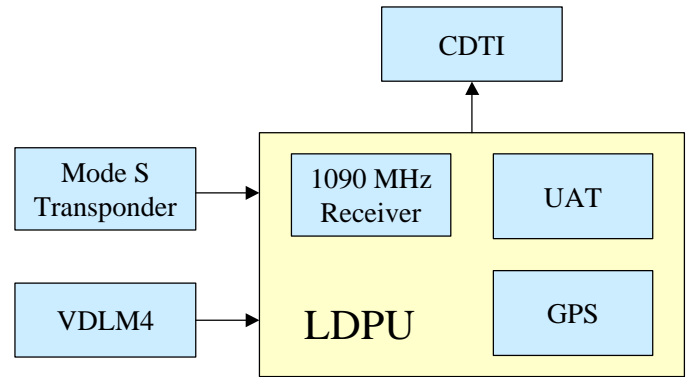 CDTI
Mode S
Transponder
1090 MHz
Receiver
UAT
VDLM4
LDPU
GPS